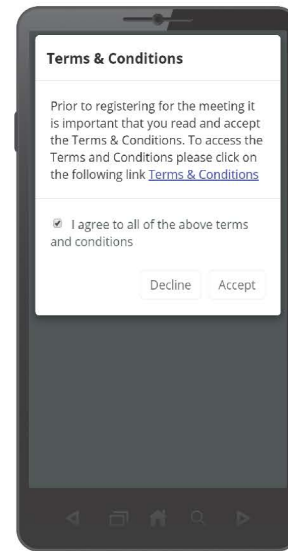 Terms & Conditions
Prior to registering for the meeting it
is important that you read and accept
the Terms & Conditions. To access the
Terms and Conditions please click on
the following link Terms & Conditions
I agree to all of the above terms
and conditions
Decline Accept